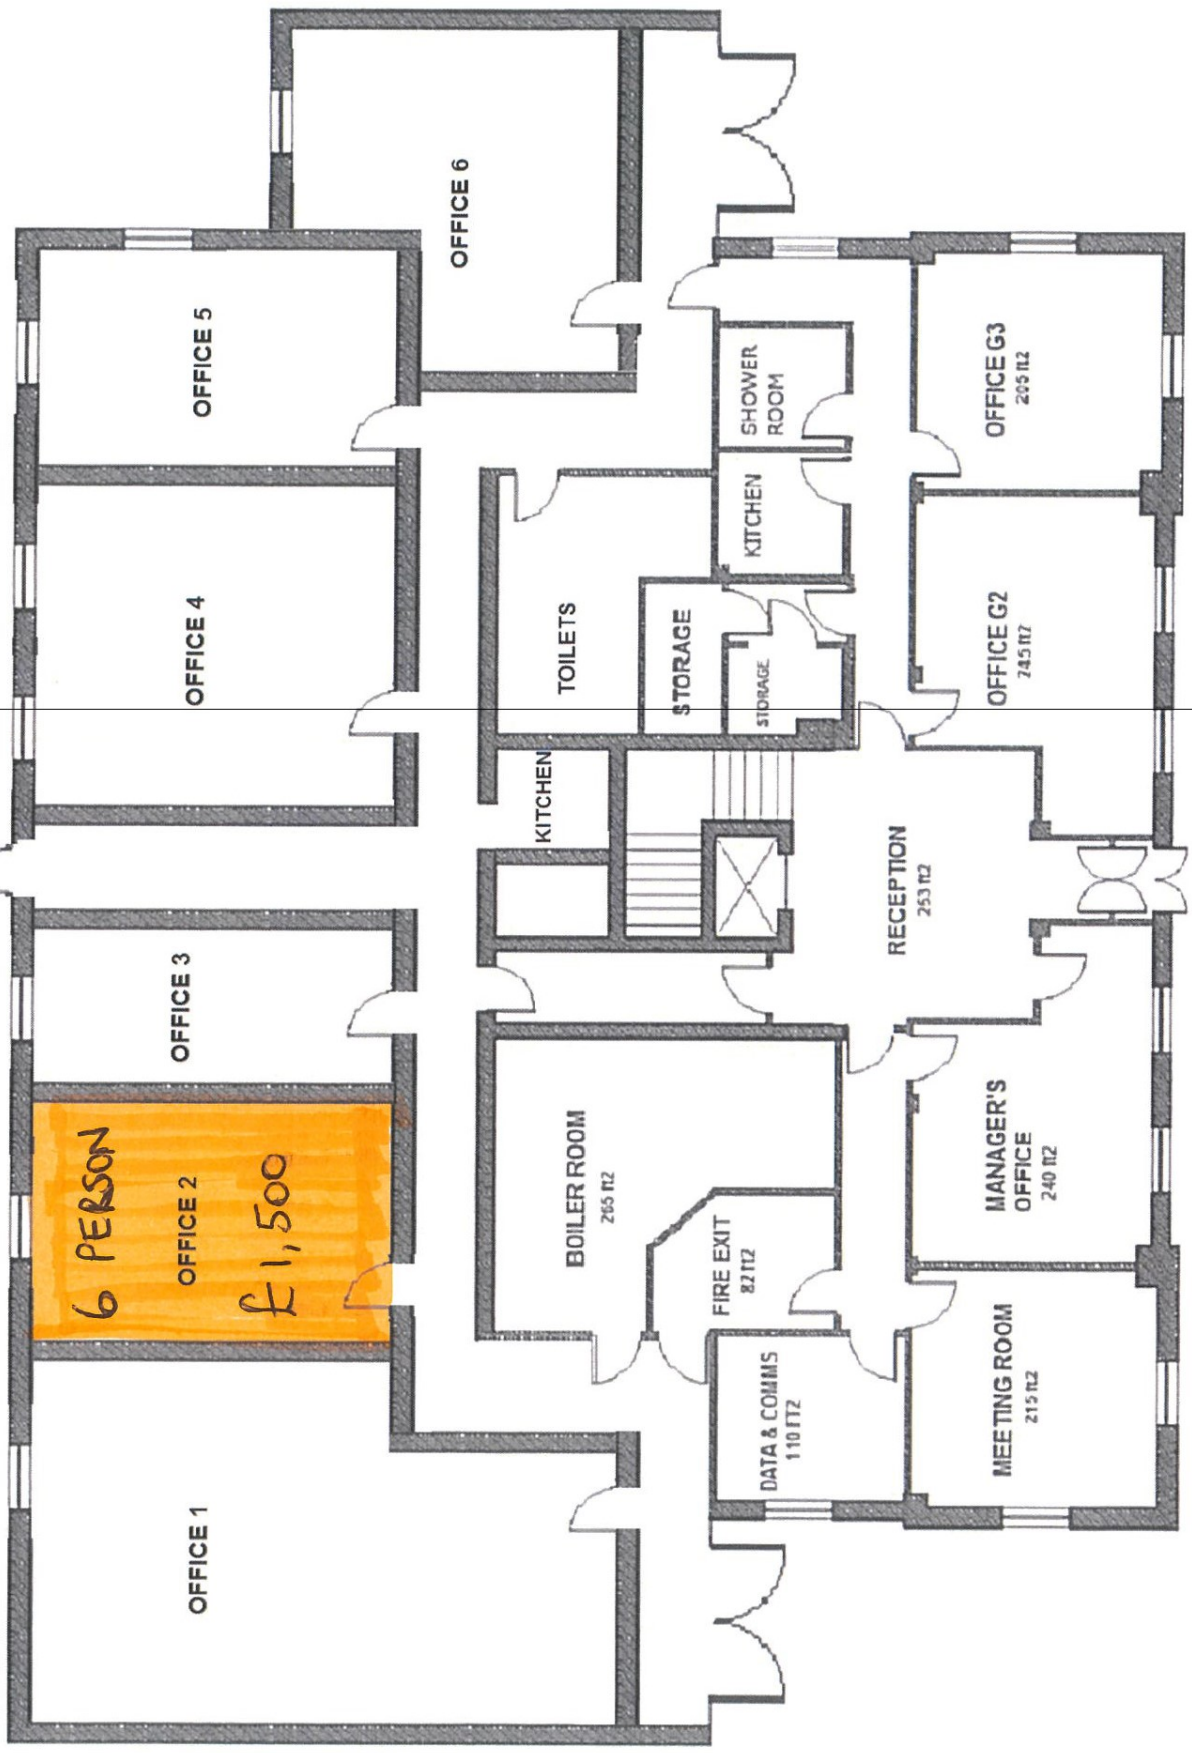 OFFICE 1
6 PERSON
OFFICE 2
£1,500
OFFICE 3
OFFICE 4
OFFICE 5
OFFICE 6
BOILER ROOM
265 ft2
KITCHEN
TOILETS
STORAGE
STORAGE
KITCHEN
SHOWER
ROOM
FIRE EXIT
82 ft2
DATA & COMMS
110 FT2
RECEPTION
253 ft2
MEETING ROOM
215 ft2
MANAGER'S
OFFICE
240 ft2
OFFICE G2
245 ft2
OFFICE G3
205 ft2